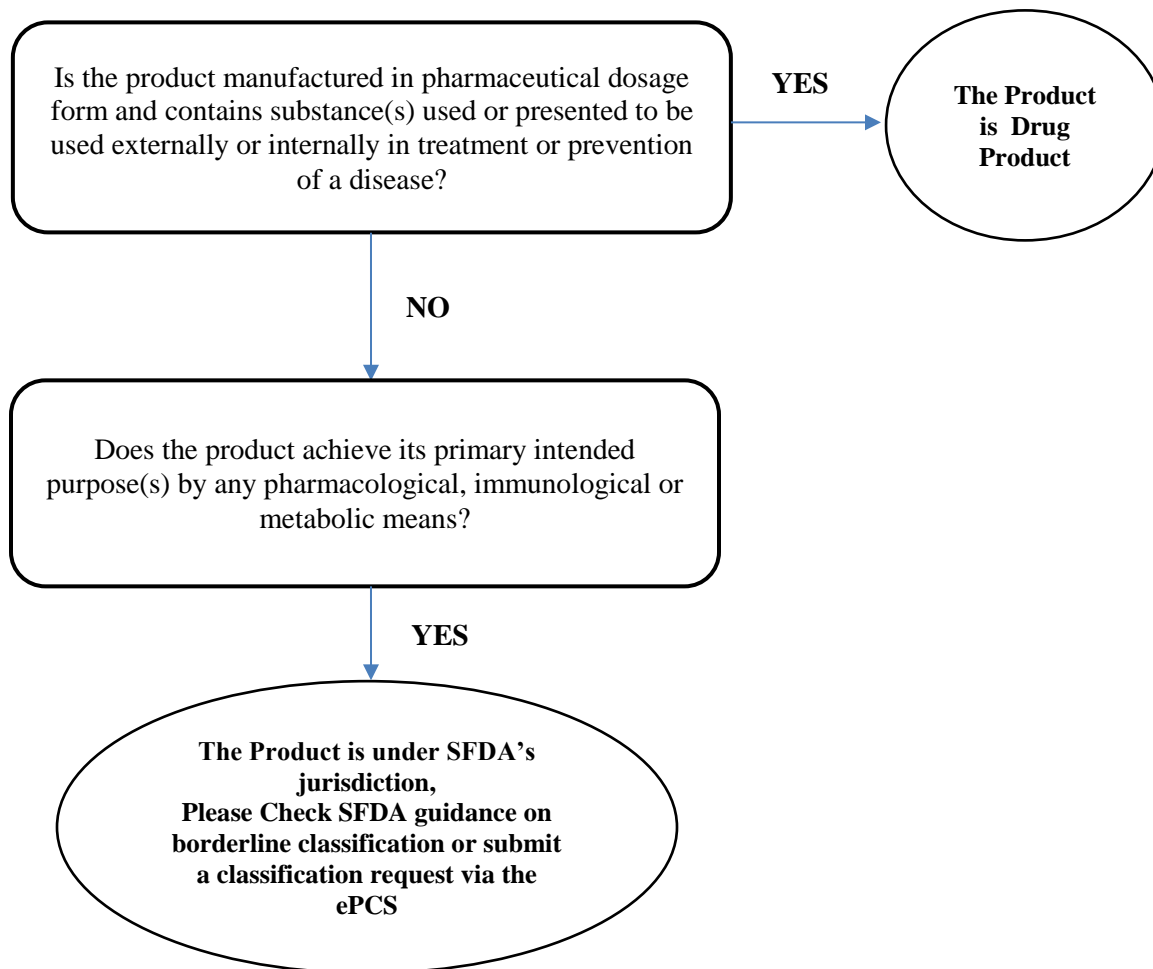 Is the product manufactured in pharmaceutical dosage
form and contains substance(s) used or presented to be
used externally or internally in treatment or prevention
of a disease?
YES
The Product
is Drug
Product
NO
Does the product achieve its primary intended
purpose(s) by any pharmacological, immunological or
metabolic means?
YES
The Product is under SFDA’s
jurisdiction,
Please Check SFDA guidance on
borderline classification or submit
a classification request via the
ePCS